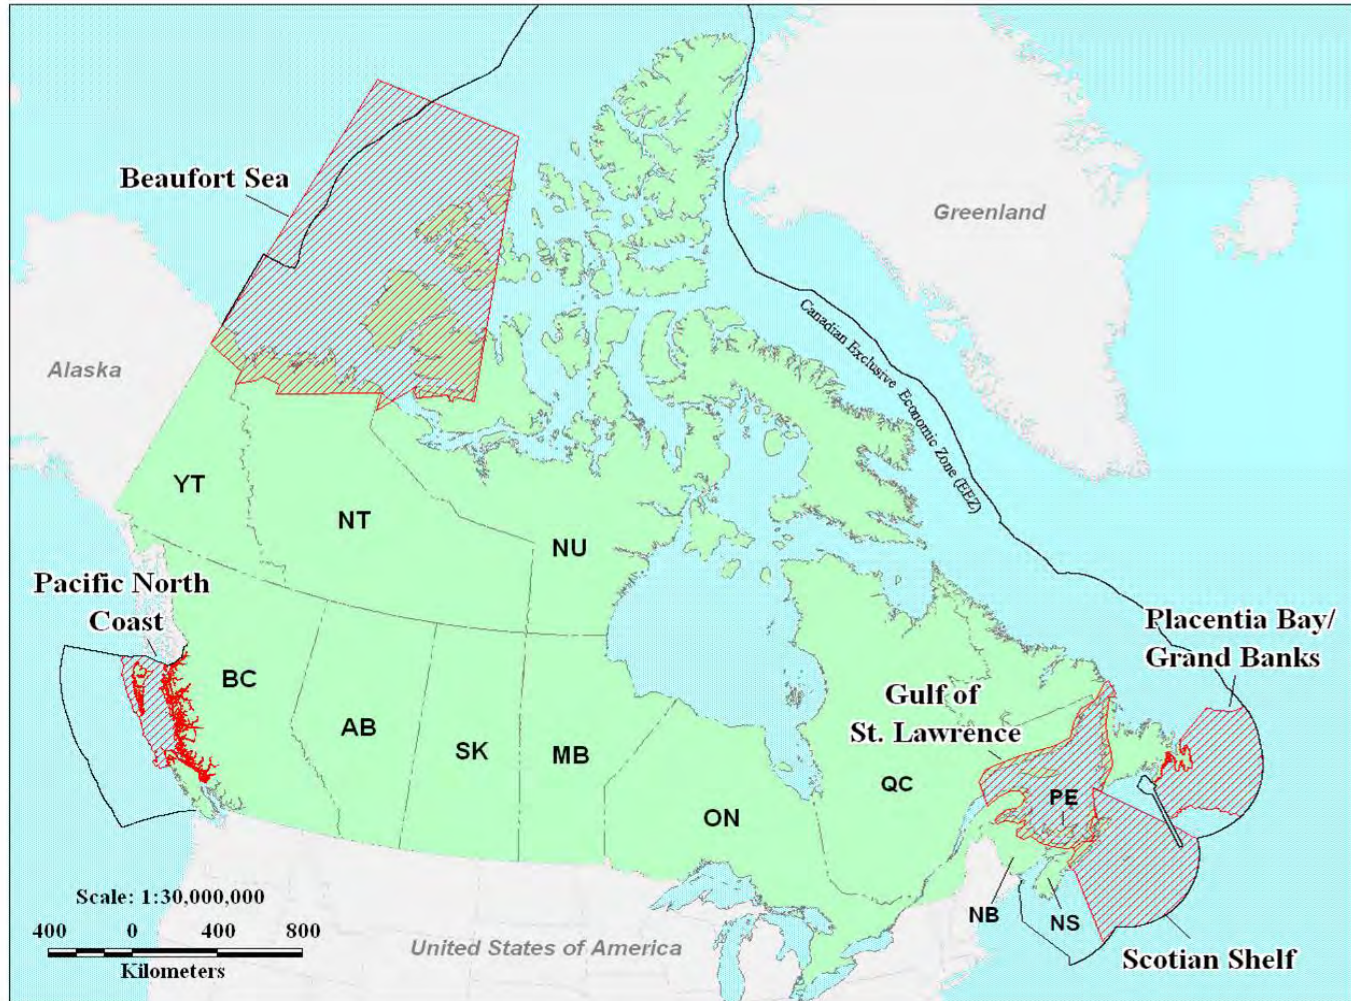 Beaufort Sea
Greenland
Canadian Exclusive Economic Zone (EEZ)
Alaska
YT
NT
NU
Pacific North
Coast
Placentia Bay/
Grand Banks
BC
Gulf of
St. Lawrence
AB
SK
MB
QC
PE
ON
Scale: 1:30,000,000
400 0 400 800
Kilometers
NB
NS
United States of America
Scotian Shelf